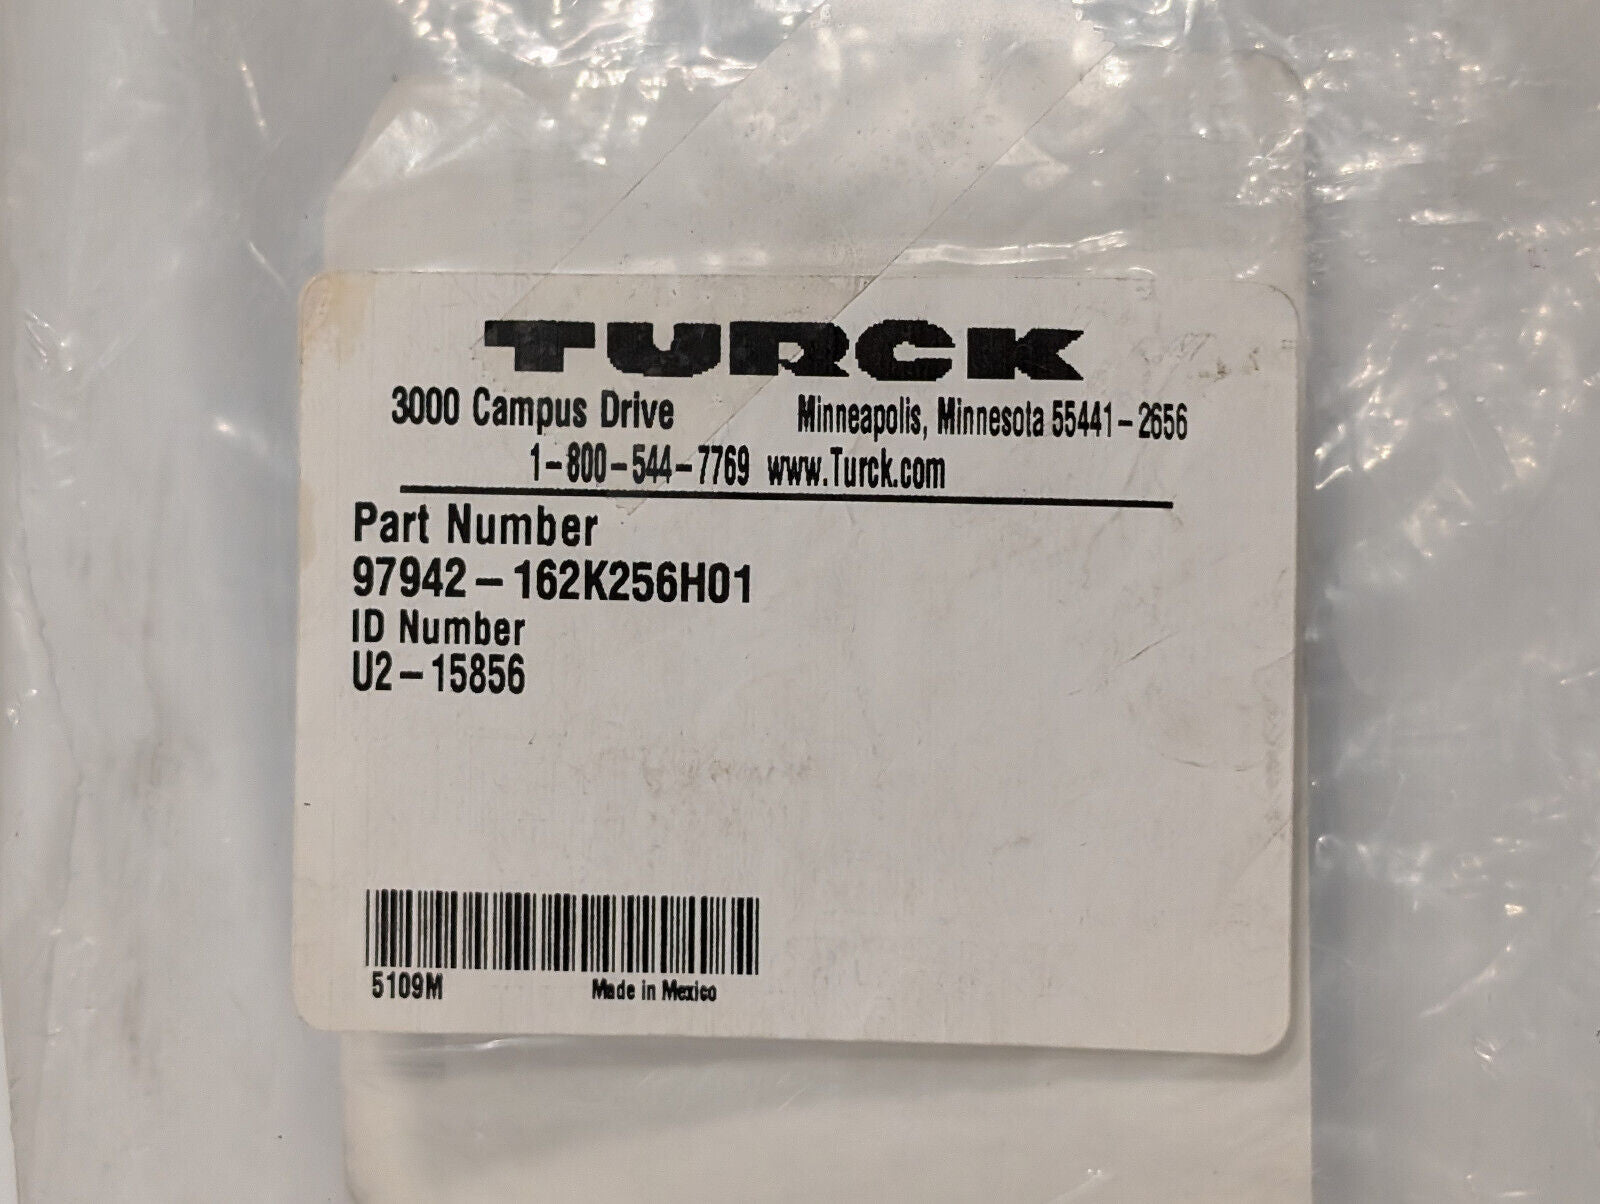 TURCK
3000 Campus Drive Minneapolis, Minnesota 55441-2656
1-800-544-7769 www.Turck.com
Part Number
97942-162K256H01
ID Number
U2-15856
5109M Made in Mexico